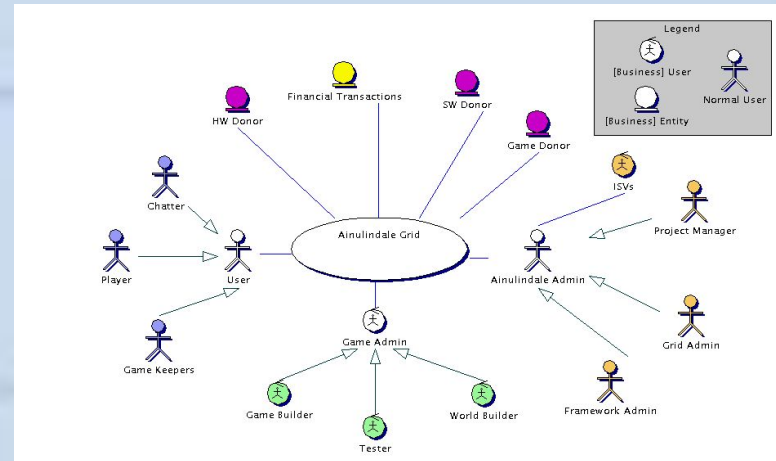 Legend
[Business] User
Normal User
[Business] Entity
Financial Transactions
HW Donor
SW Donor
Game Donor
ISVs
Chatter
Project Manager
Ainulindale Grid
Player
User
Ainulindale Admin
Game Admin
Grid Admin
Game Keepers
Game Builder
World Builder
Framework Admin
Tester